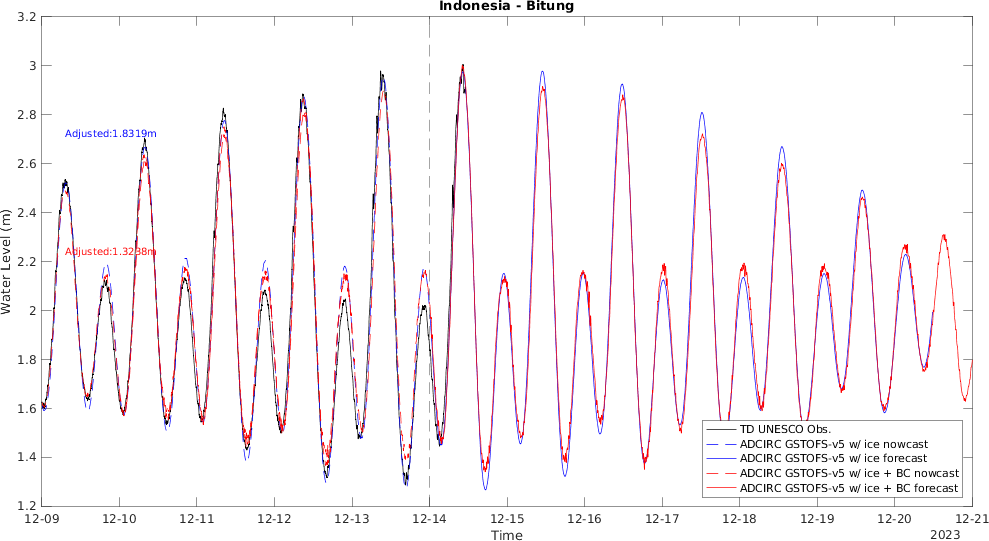 Indonesia - Bitung
3.2
3
2.8
2.6
2.4
2.2
2
1.8
1.6
1.4
1.2
Water Level (m)
Adjusted:1.8319m
Adjusted:1.3238m
TD UNESCO Obs.
ADCIRC GSTOFS-v5 w/ ice nowcast
ADCIRC GSTOFS-v5 w/ ice forecast
ADCIRC GSTOFS-v5 w/ ice + BC nowcast
ADCIRC GSTOFS-v5 w/ ice + BC forecast
12-09 12-10 12-11 12-12 12-13 12-14 12-15 12-16 12-17 12-18 12-19 12-20 12-21
Time
2023